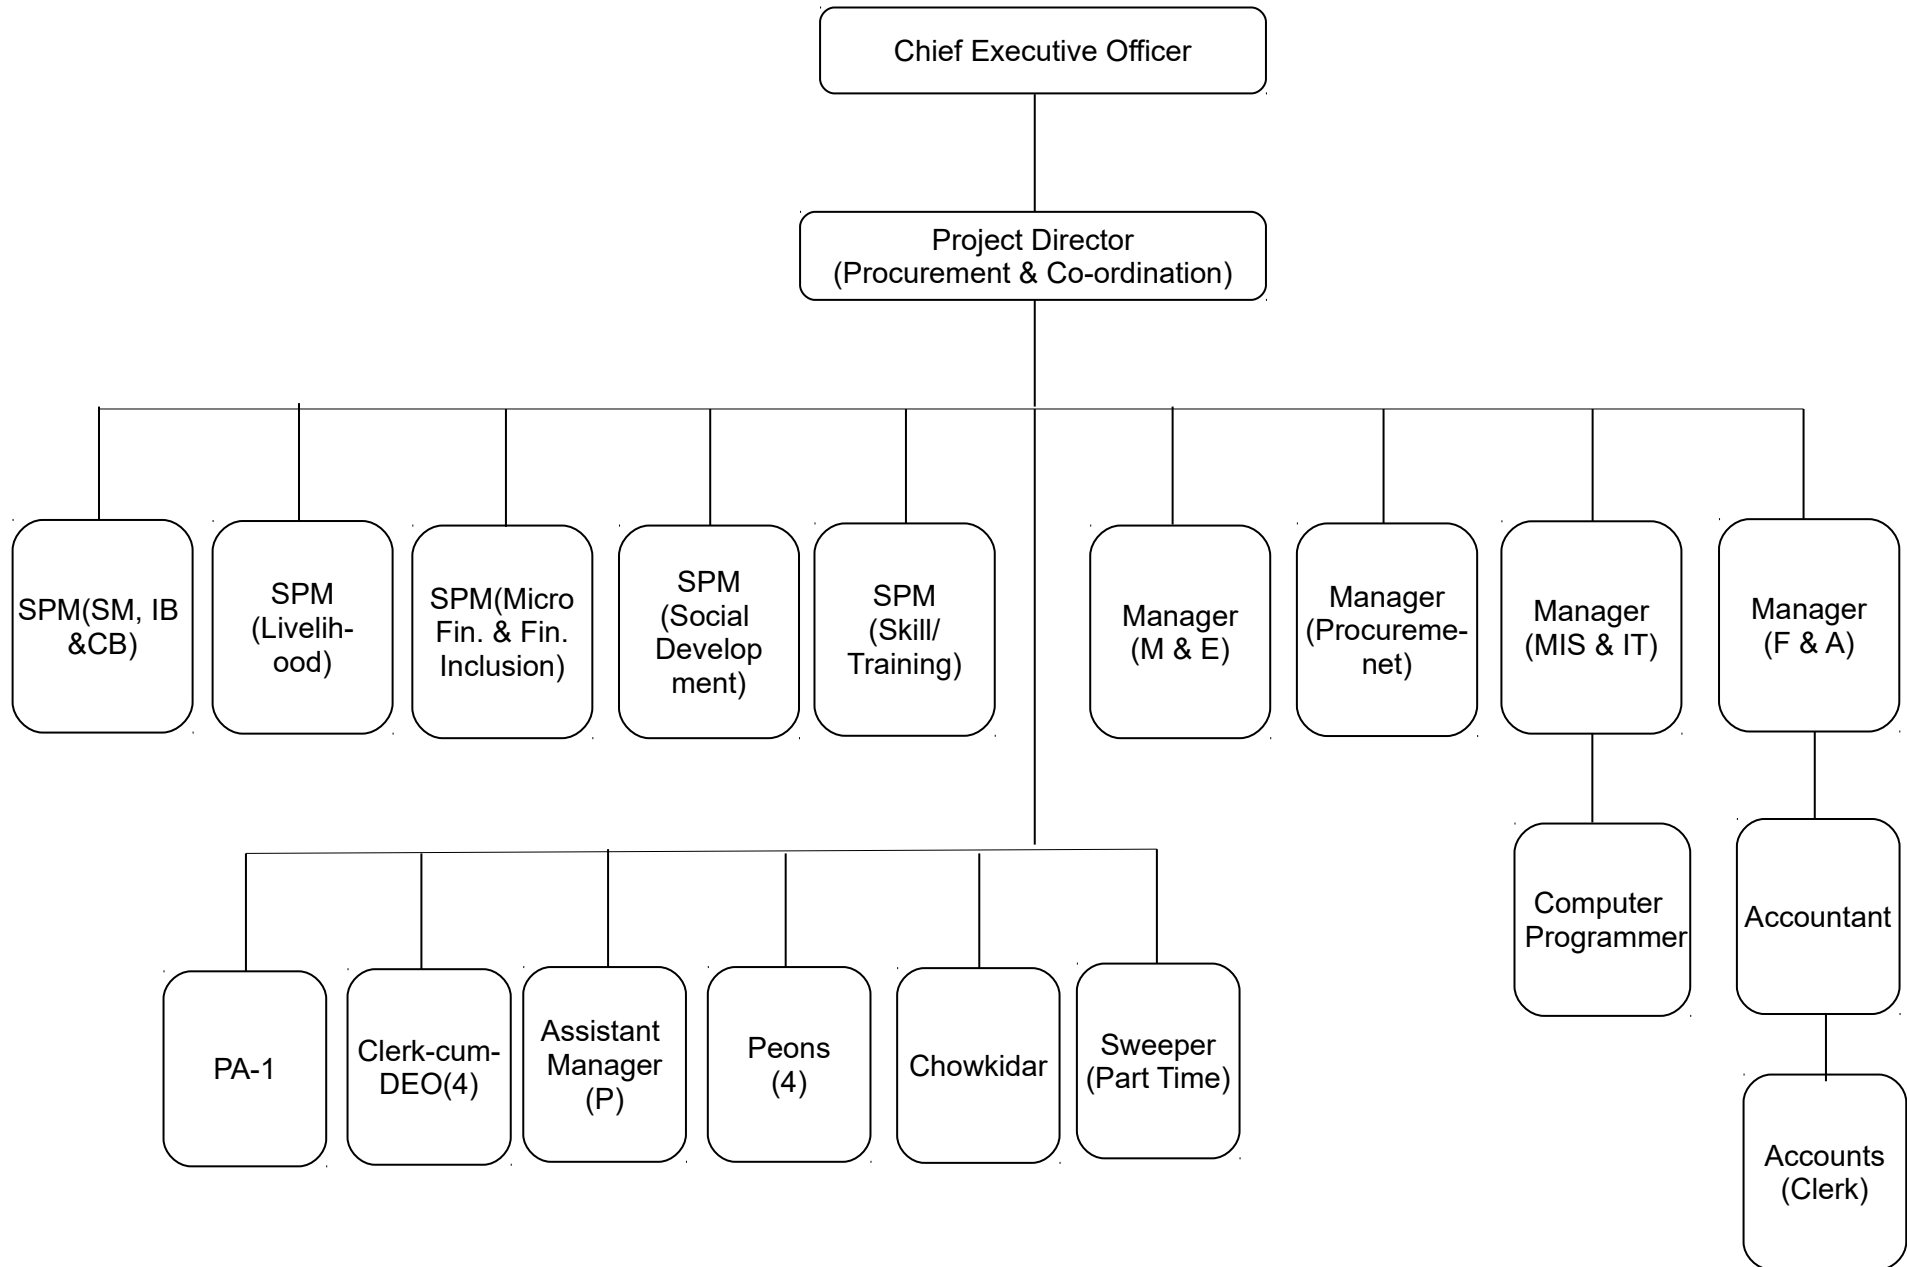 Chief Executive Officer
Project Director
(Procurement & Co-ordination)
SPM(SM, IB
&CB)
SPM
(Livelih-
ood)
SPM(Micro
Fin. & Fin.
Inclusion)
SPM
(Social
Develop
ment)
SPM
(Skill/
Training)
Manager
(M & E)
Manager
(Procureme-
net)
Manager
(MIS & IT)
Manager
(F & A)
Computer
Programmer
Accountant
PA-1
Clerk-cum-
DEO(4)
Assistant
Manager
(P)
Peons
(4)
Chowkidar
Sweeper
(Part Time)
Accounts
(Clerk)